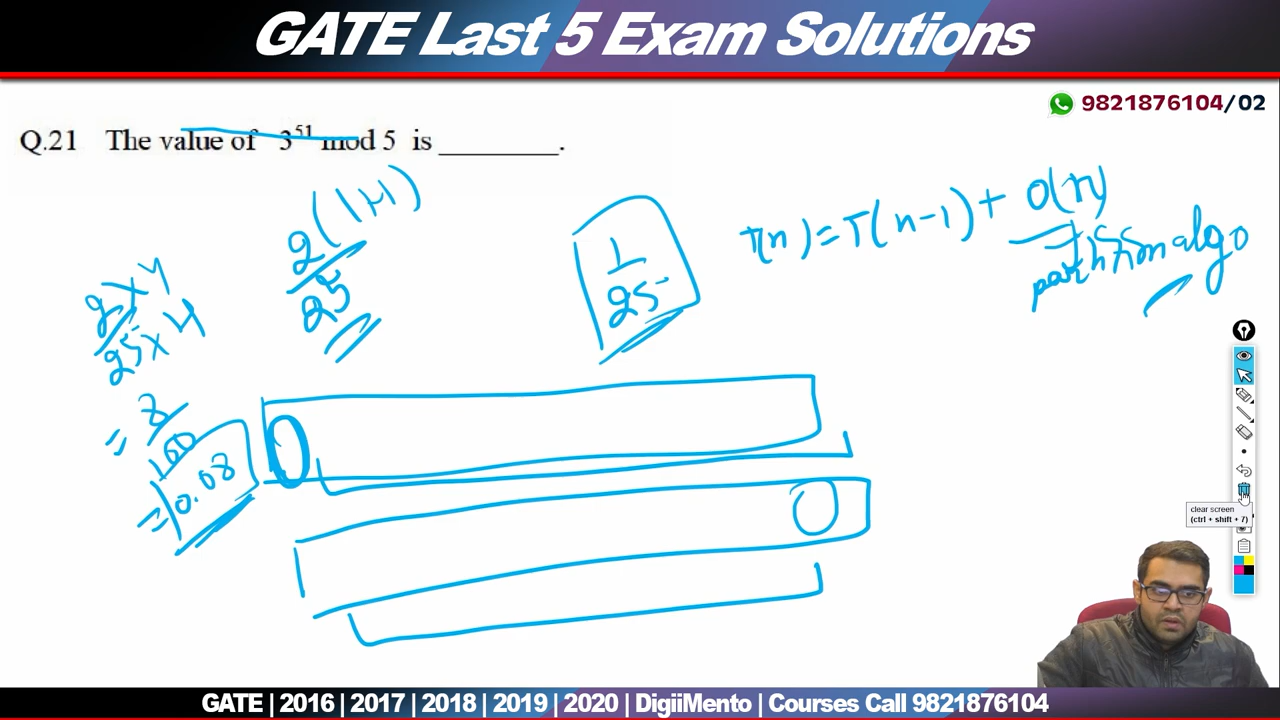 GATE Last 5 Exam Solutions
9821876104/02
Q.21 The value of 3^51 mod 5 is ________.
2(1+1)
25
1
25
T(n)=T(n-1)+O(n)
partition algo
2×4
25×4
= 8
100
= 0.08
clear screen
(ctrl + shift + 7)
GATE | 2016 | 2017 | 2018 | 2019 | 2020 | DigiiMento | Courses Call 9821876104